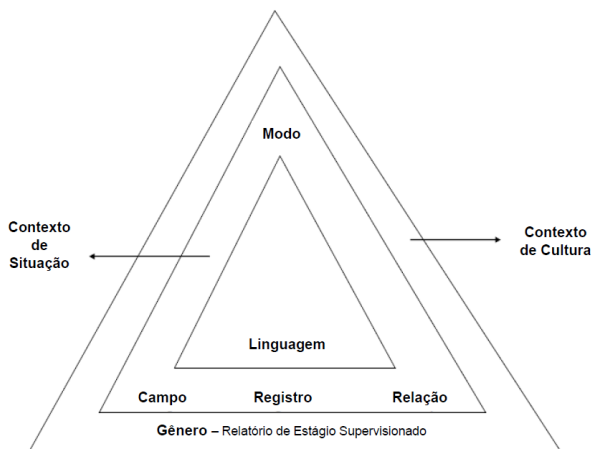 Modo
Contexto
de
Situação
Contexto
de Cultura
Linguagem
Campo Registro Relação
Gênero – Relatório de Estágio Supervisionado